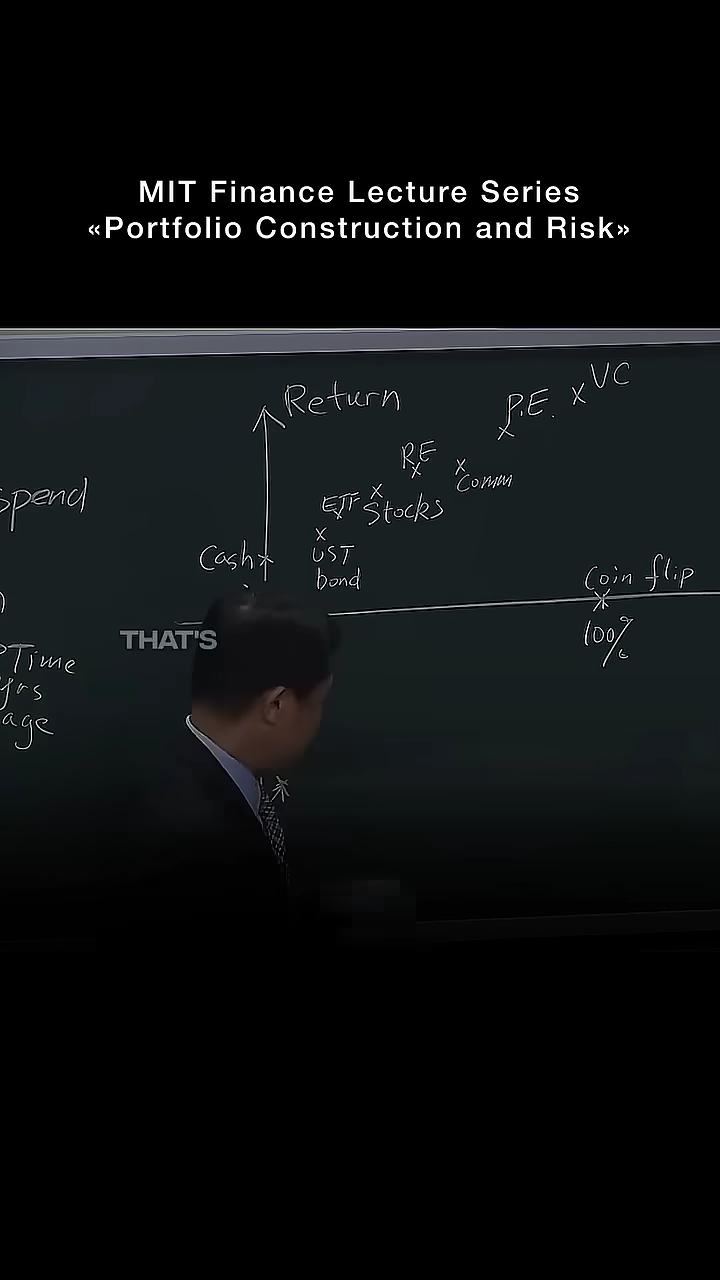 MIT Finance Lecture Series
«Portfolio Construction and Risk»
Return
P.E.
VC
R.E
Comm
ETF
Stocks
spend
Cash
UST
bond
Coin flip
100%
THAT'S
Time
yrs
age